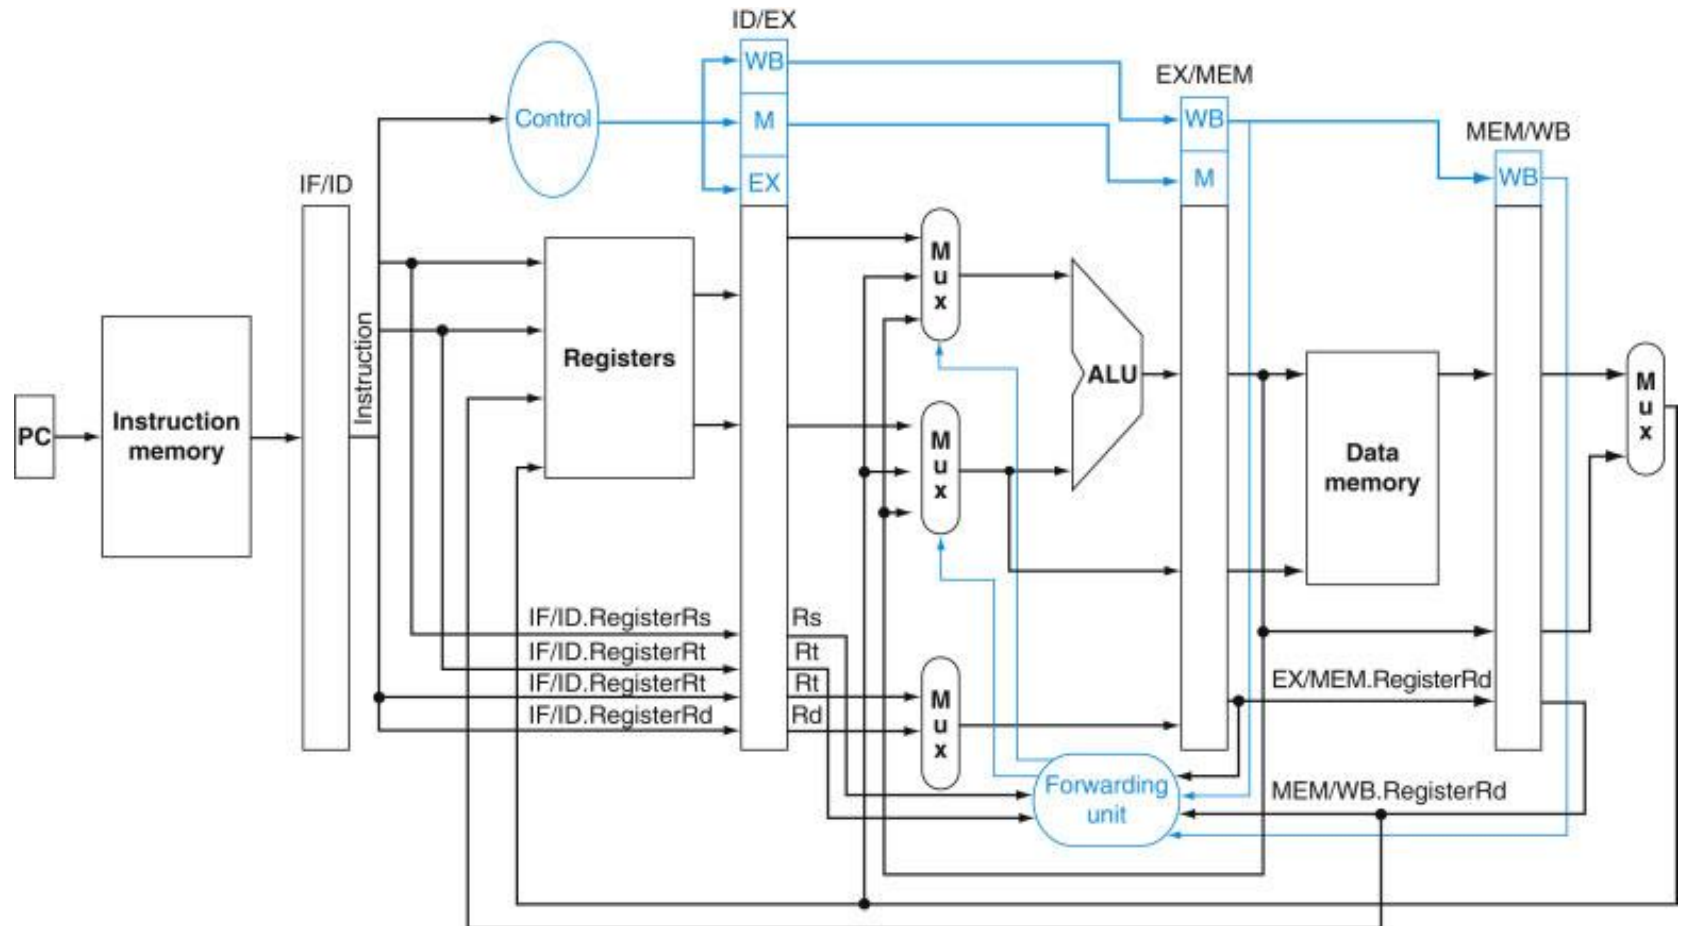 ID/EX
WB
EX/MEM
Control
M
WB
MEM/WB
IF/ID
EX
M
WB
M
u
x
Instruction
Registers
ALU
M
u
x
PC
Instruction
memory
M
u
x
Data
memory
IF/ID.RegisterRs
Rs
IF/ID.RegisterRt
Rt
IF/ID.RegisterRt
Rt
EX/MEM.RegisterRd
IF/ID.RegisterRd
Rd
M
u
x
Forwarding
unit
MEM/WB.RegisterRd